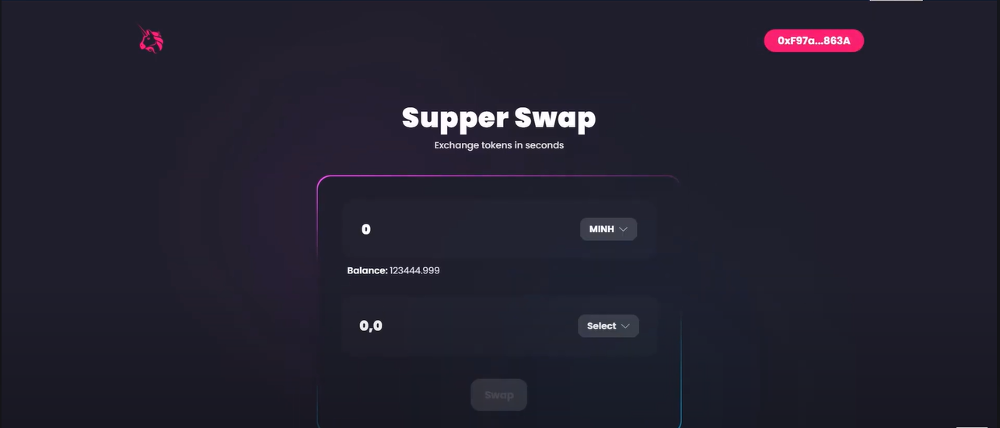 0xF97a...863A
Supper Swap
Exchange tokens in seconds
0
MINH
Balance: 123444.999
0,0
Select
Swap